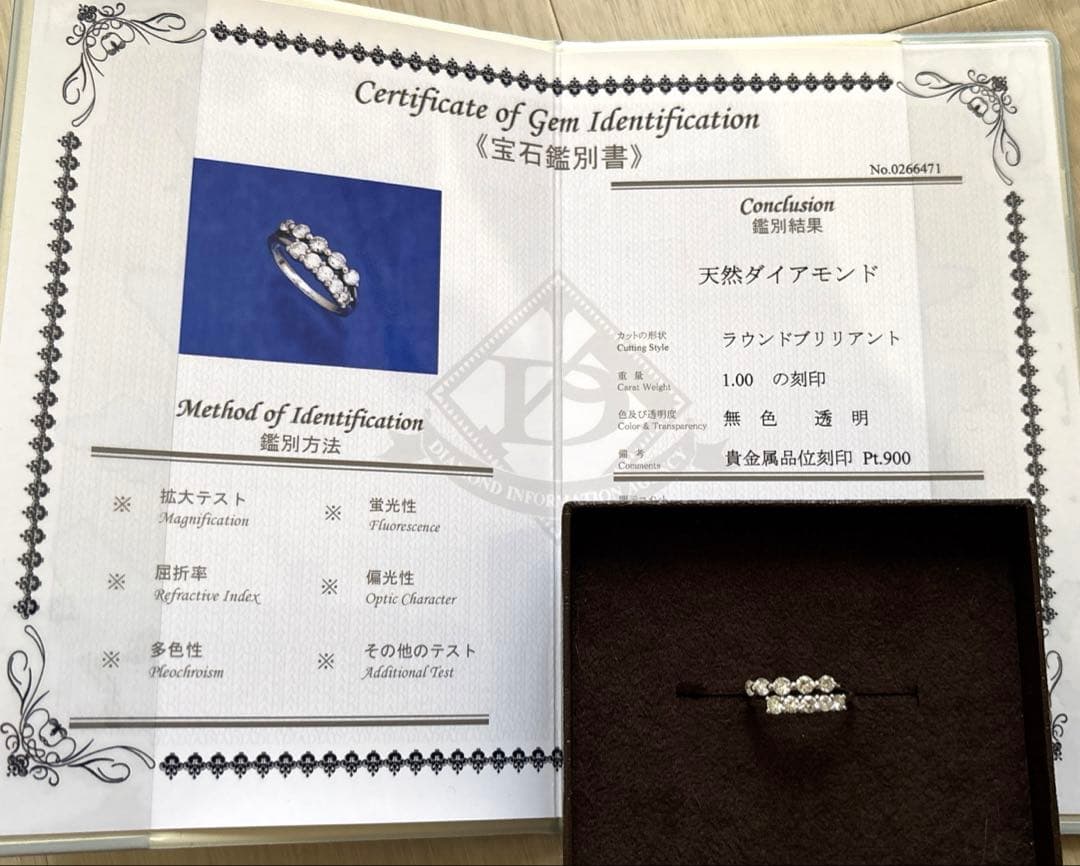 Certificate of Gem Identification
《宝石鑑別書》
No.0266471
Conclusion
鑑別結果
天然ダイアモンド
カットの形状
Cutting Style
ラウンドブリリアント
重 量
Carat Weight
1.00 の刻印
色及び透明度
Color & Transparency
無 色 透 明
備 考
Comments
貴金属品位刻印 Pt.900
Method of Identification
鑑別方法
※ 拡大テスト
Magnification
※ 蛍光性
Fluorescence
※ 屈折率
Refractive Index
※ 偏光性
Optic Character
※ 多色性
Pleochroism
※ その他のテスト
Additional Test
DIAMOND INFORMATION AGENCY